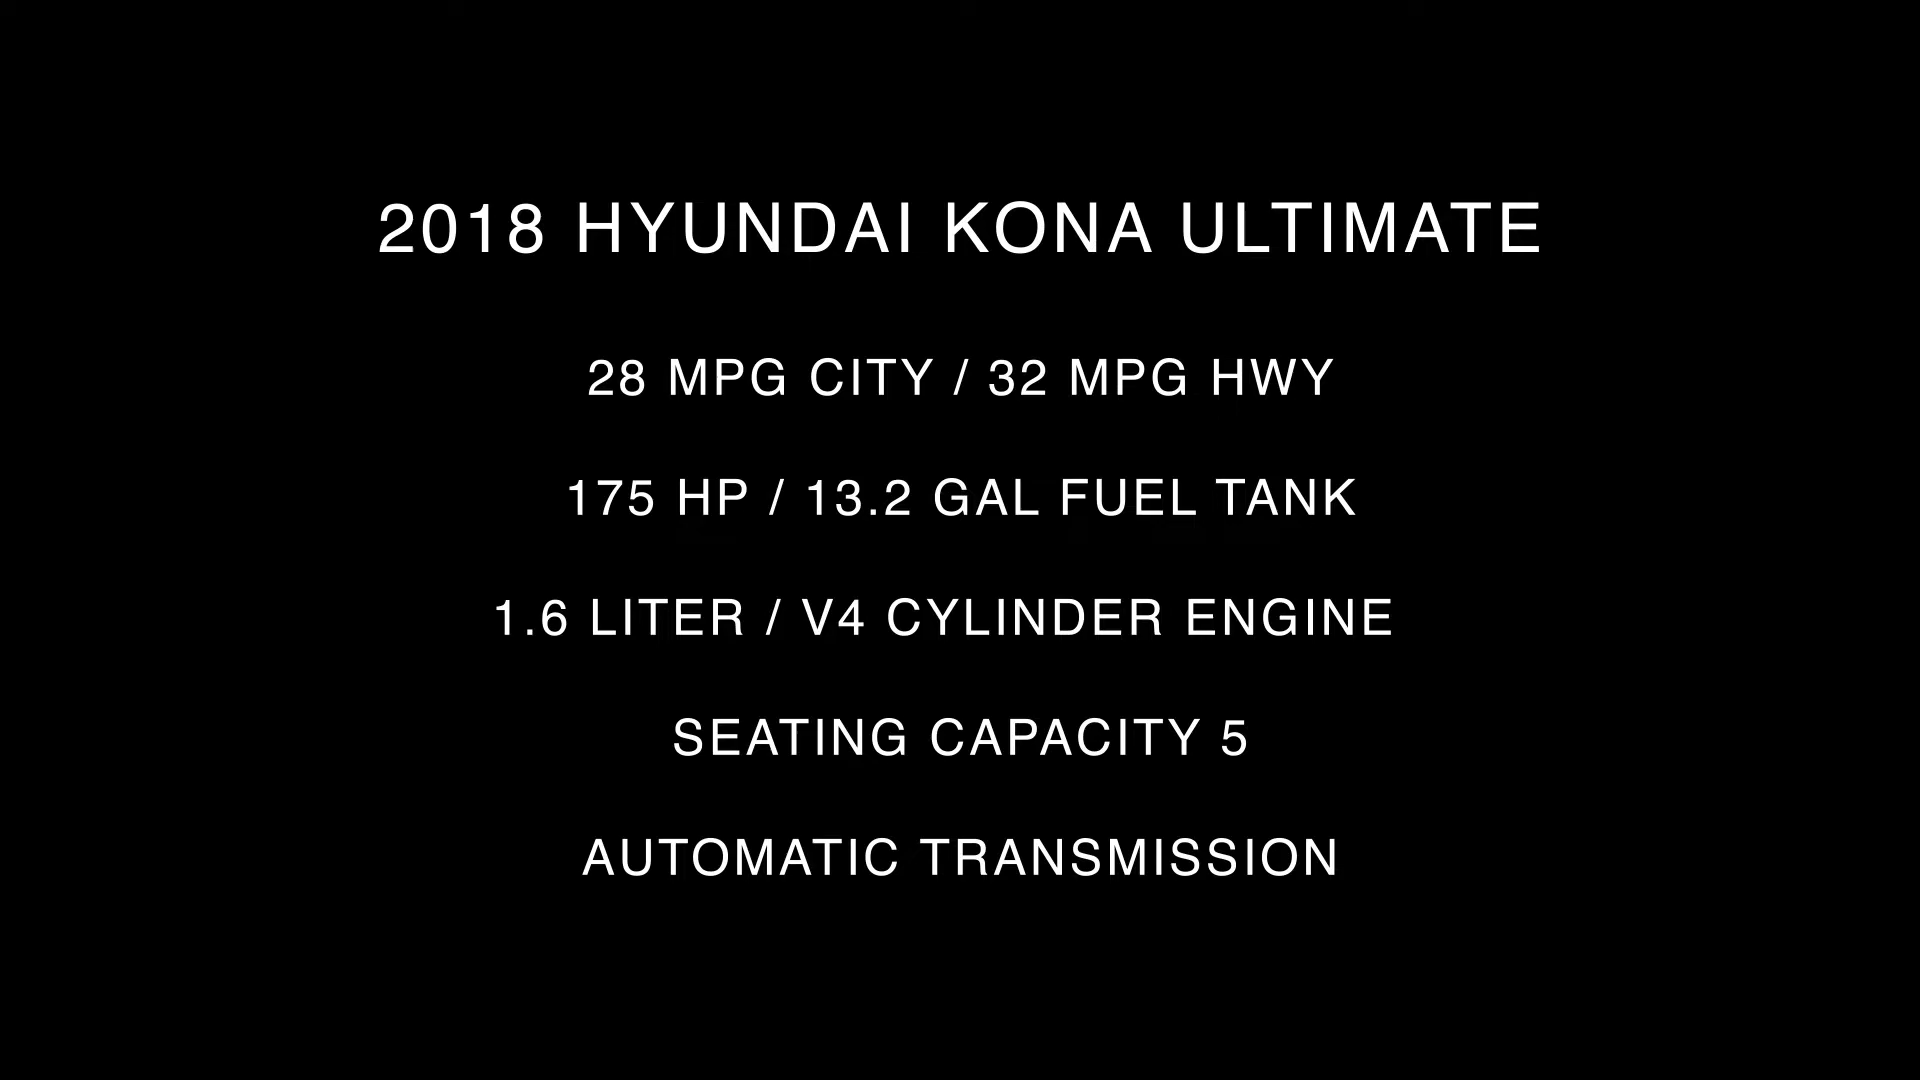 2018 HYUNDAI KONA ULTIMATE
28 MPG CITY / 32 MPG HWY
175 HP / 13.2 GAL FUEL TANK
1.6 LITER / V4 CYLINDER ENGINE
SEATING CAPACITY 5
AUTOMATIC TRANSMISSION